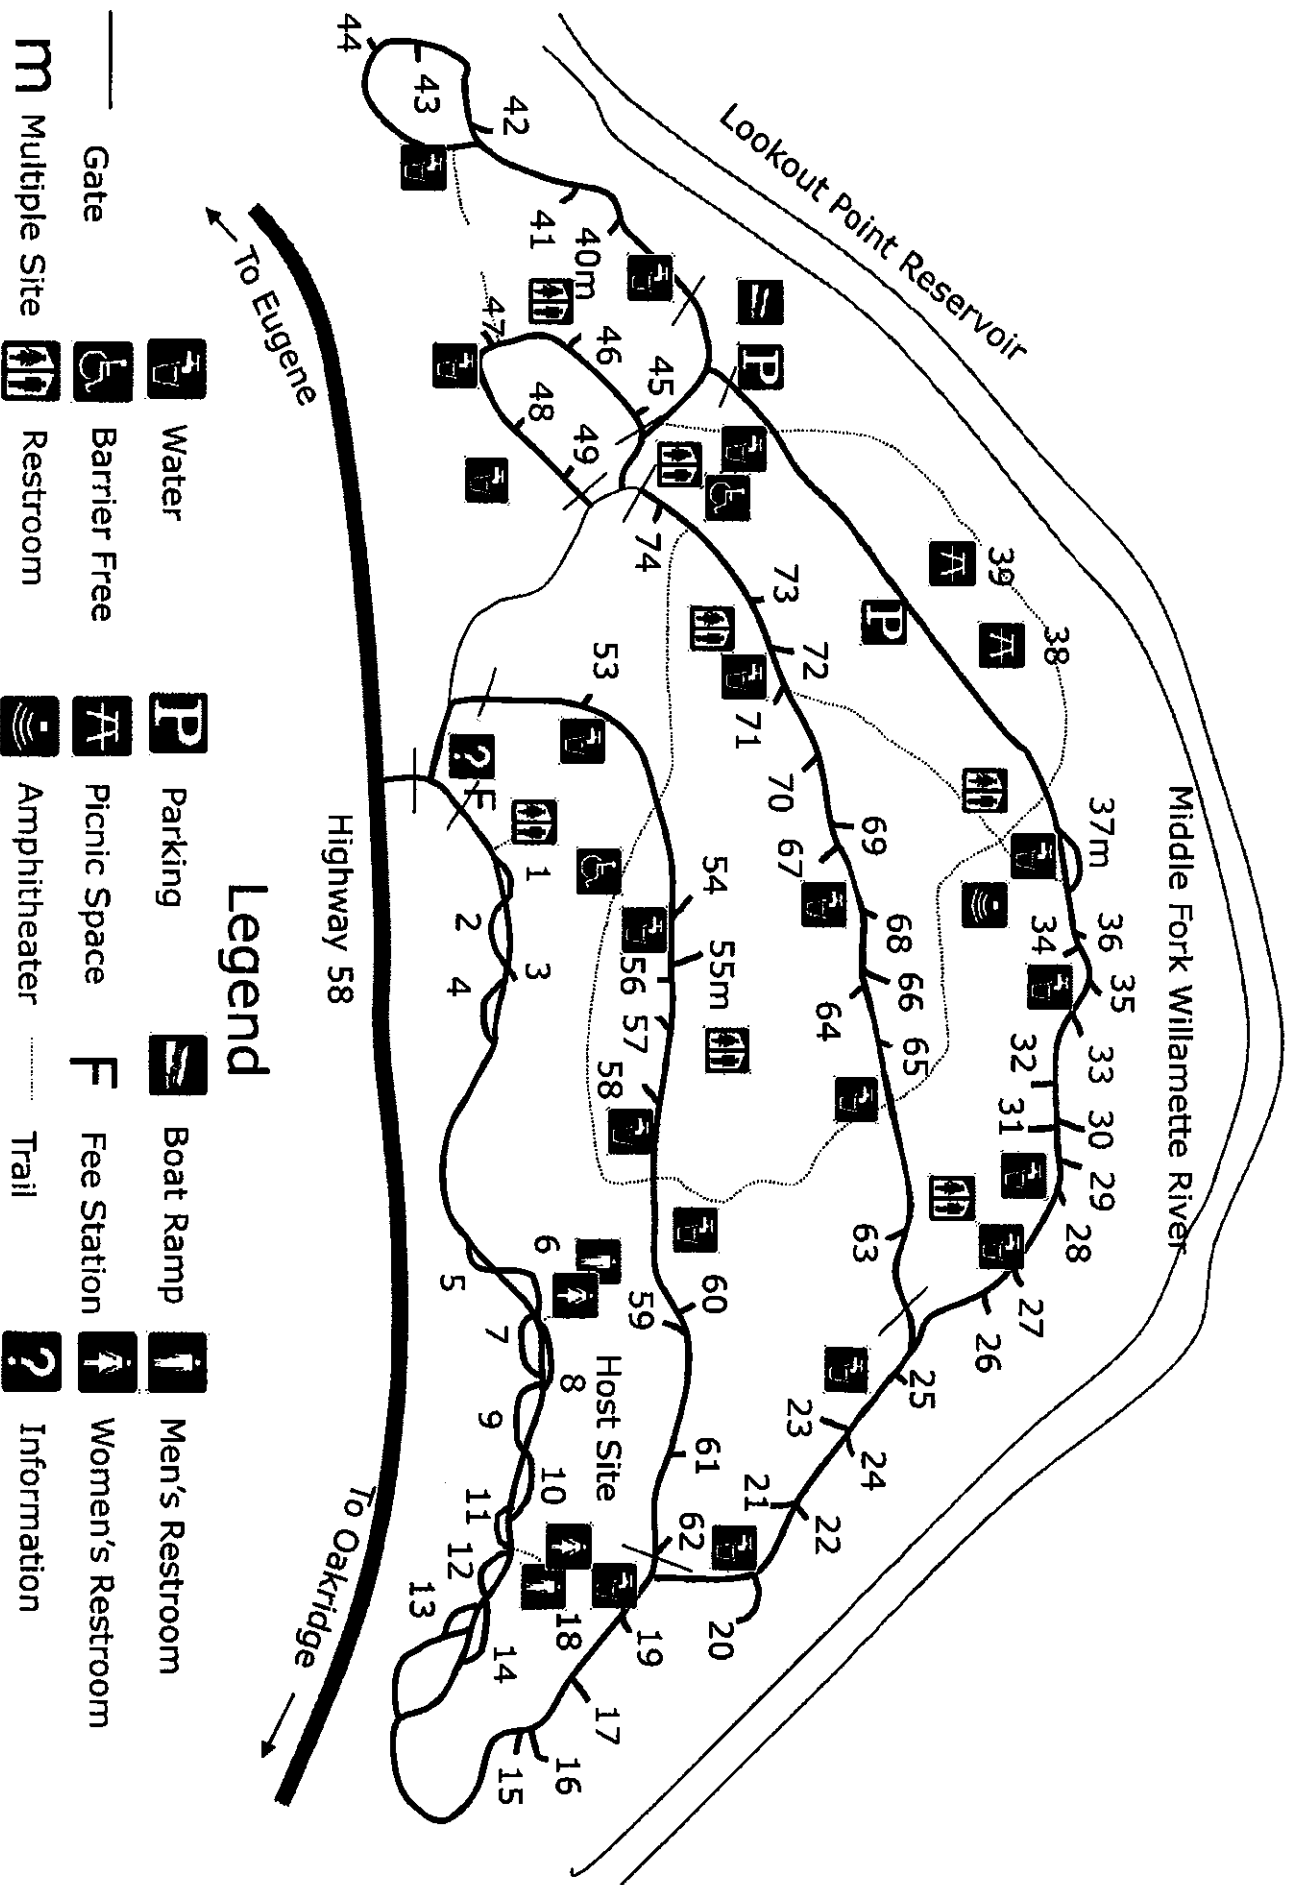 Lookout Point Reservoir
Middle Fork Willamette River
44
43
42
41
40m
39
38
37m
36
35
34
33
32
31
30
29
28
27
26
25
24
23
22
21
20
19
18
17
16
15
14
13
12
11
10
9
8
7
6
5
4
3
2
1
45
46
47
48
49
74
73
72
71
70
69
67
68
66
64
65
63
53
54
55m
56
57
58
59
60
61
62
P
P
?
F
Host Site
To Eugene
Highway 58
To Oakridge
Legend
Water
P Parking
Boat Ramp
Men's Restroom
Gate
Barrier Free
Picnic Space
F Fee Station
Women's Restroom
m Multiple Site
Restroom
Amphitheater
Trail
? Information